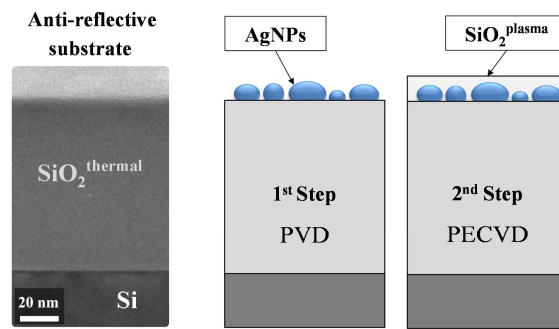 Anti-reflective
substrate
SiO₂ᵗʰᵉʳᵐᵃˡ
20 nm
Si
AgNPs
1ˢᵗ Step
PVD
SiO₂ᵖˡᵃˢᵐᵃ
2ⁿᵈ Step
PECVD